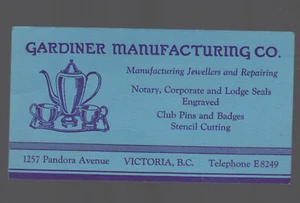 GARDINER MANUFACTURING CO.
Manufacturing Jewellers and Repairing
Notary, Corporate and Lodge Seals
Engraved
Club Pins and Badges
Stencil Cutting
1257 Pandora Avenue VICTORIA, B.C. Telephone E8249